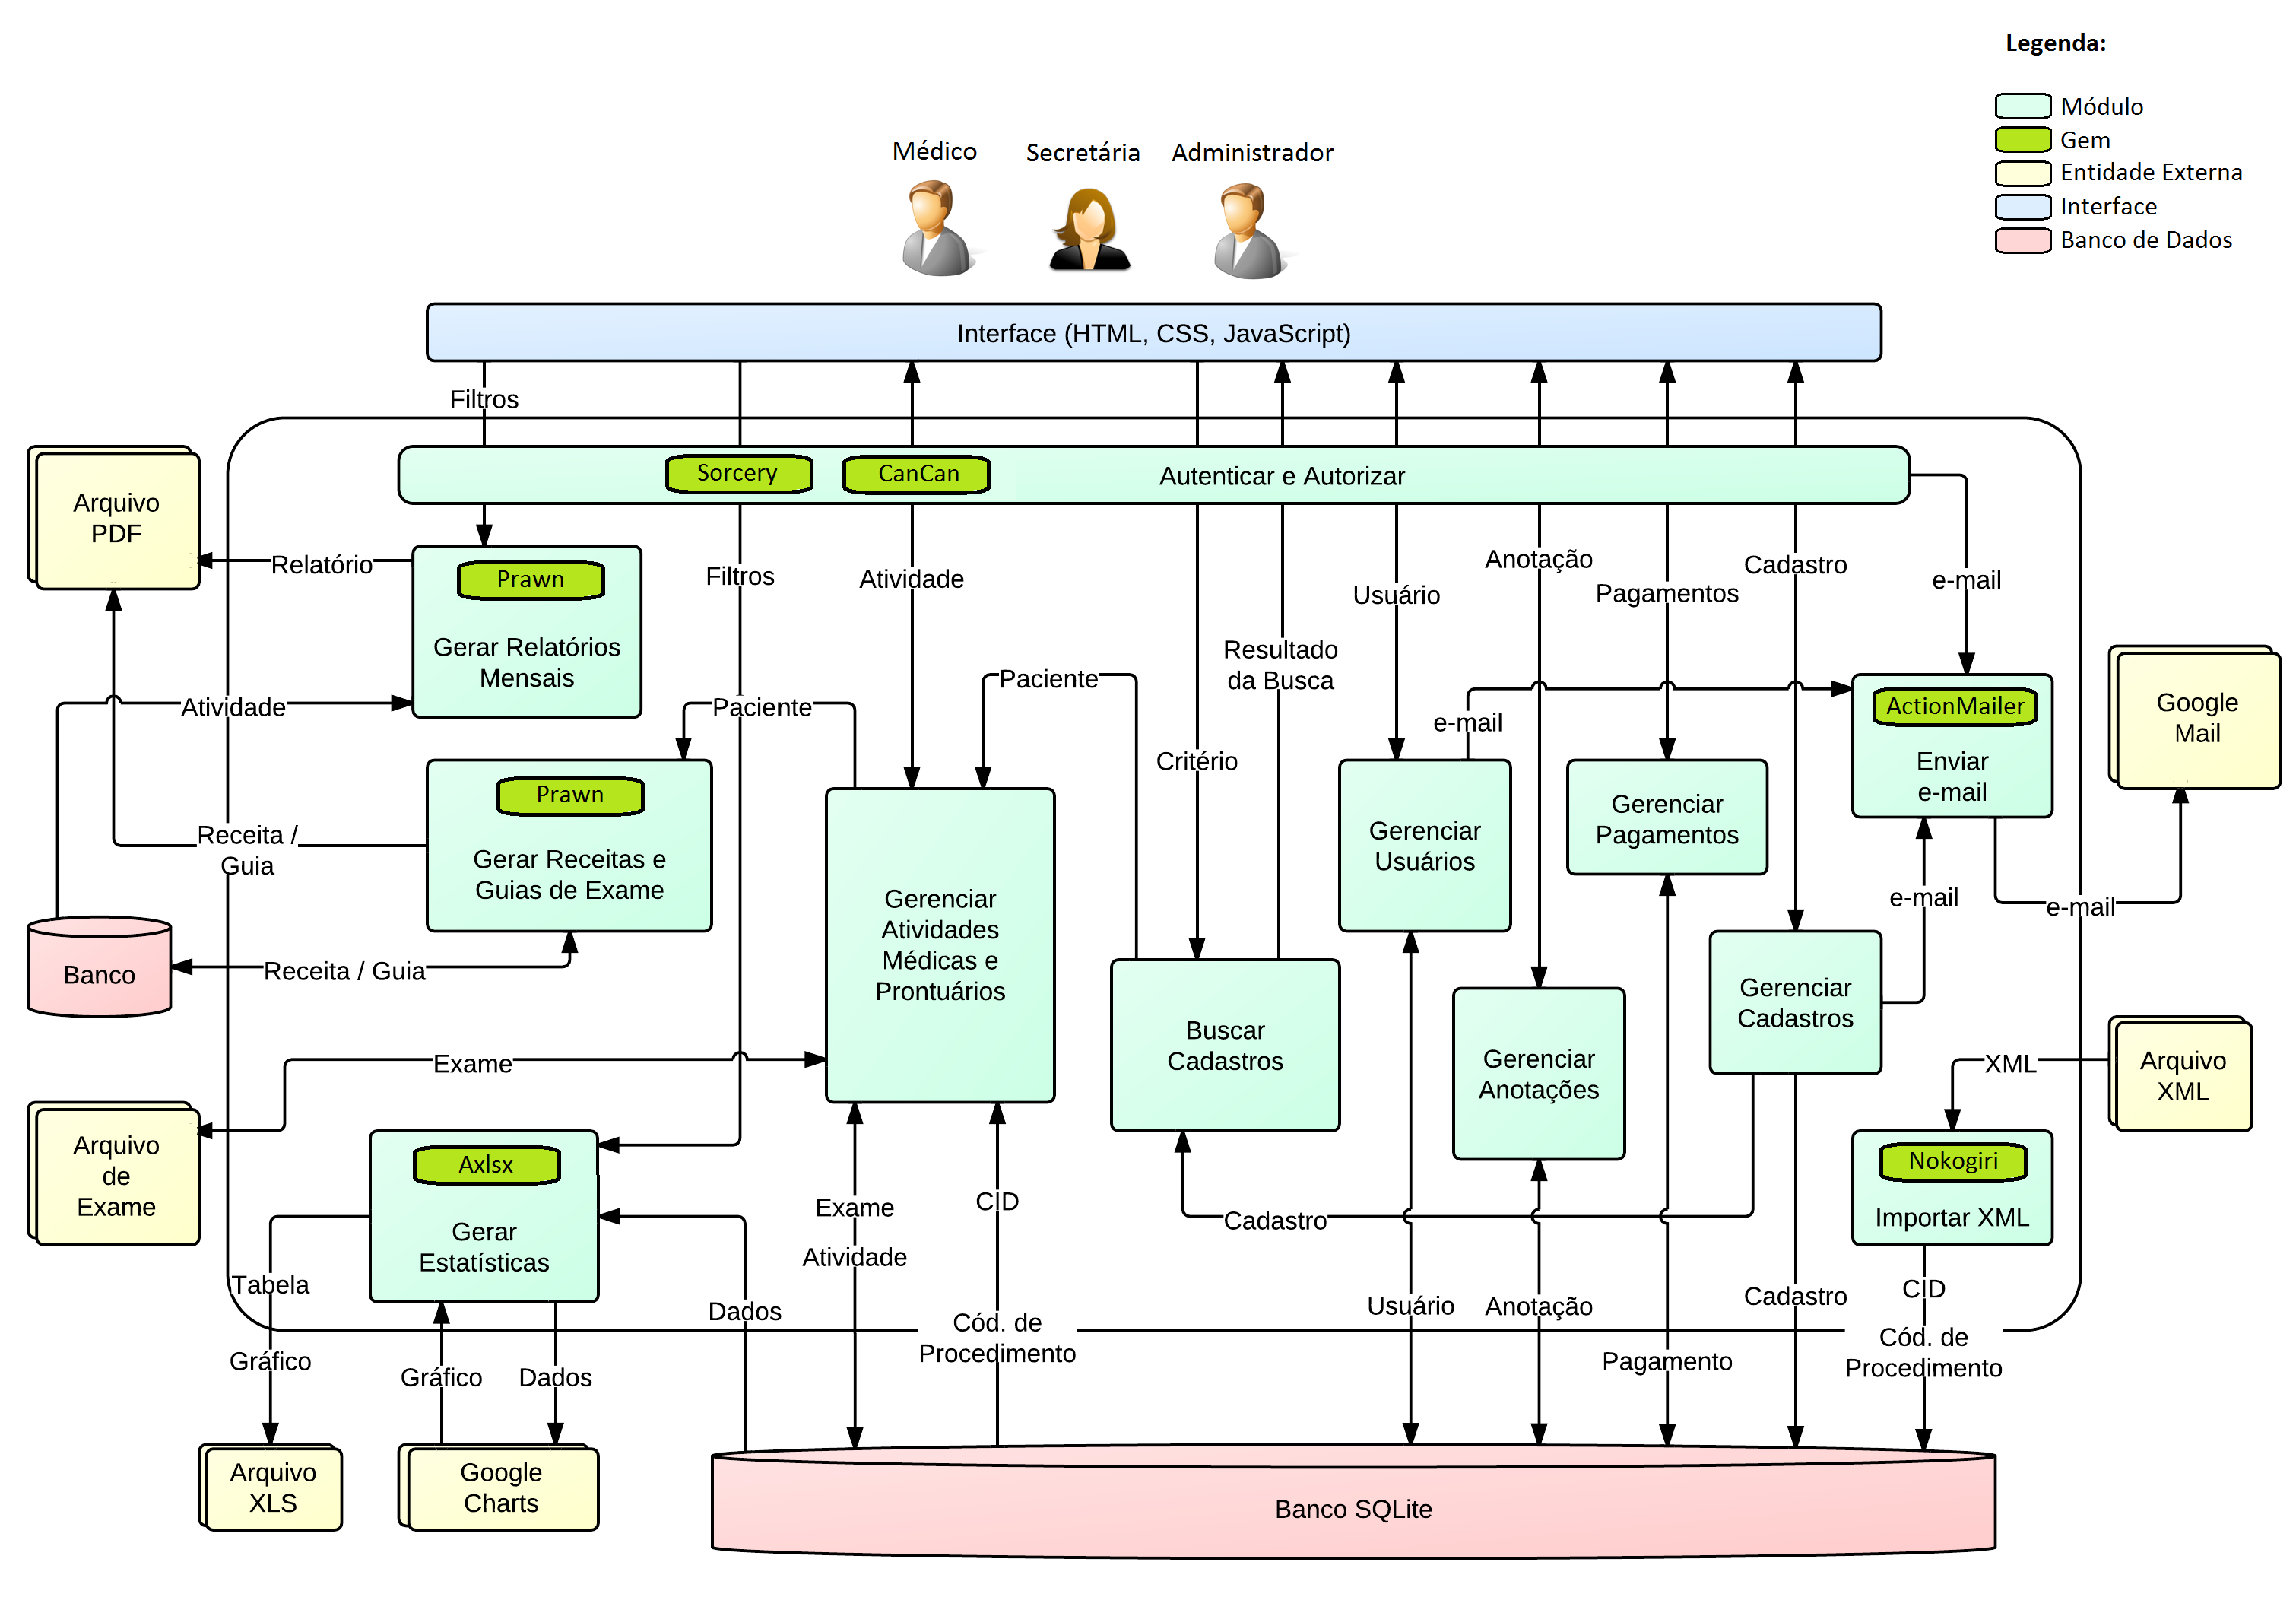 Legenda:
Módulo
Gem
Entidade Externa
Interface
Banco de Dados
Médico
Secretária
Administrador
Interface (HTML, CSS, JavaScript)
Filtros
Sorcery
CanCan
Autenticar e Autorizar
Arquivo
PDF
Relatório
Prawn
Gerar Relatórios
Mensais
Filtros
Atividade
Usuário
Anotação
Pagamentos
Cadastro
e-mail
Atividade
Paciente
Paciente
Resultado
da Busca
Critério
e-mail
ActionMailer
Enviar
e-mail
Google
Mail
Prawn
Gerar Receitas e
Guias de Exame
Receita /
Guia
Gerenciar
Atividades
Médicas e
Prontuários
Gerenciar
Usuários
Gerenciar
Pagamentos
e-mail
e-mail
Banco
Receita / Guia
Buscar
Cadastros
Gerenciar
Anotações
Gerenciar
Cadastros
XML
Arquivo
XML
Exame
Arquivo
de
Exame
Axlsx
Gerar
Estatísticas
Exame
Atividade
CID
Cód. de
Procedimento
Cadastro
Nokogiri
Importar XML
Tabela
Gráfico
Gráfico
Dados
Dados
Usuário
Anotação
Pagamento
Cadastro
CID
Cód. de
Procedimento
Arquivo
XLS
Google
Charts
Banco SQLite